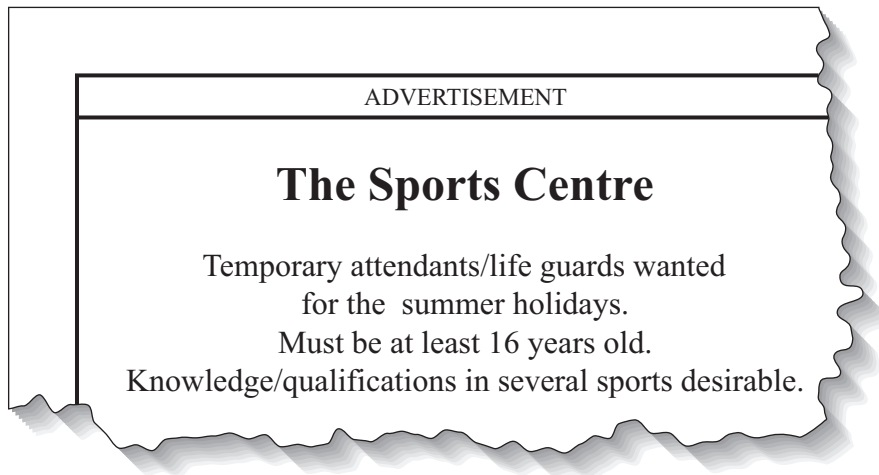 ADVERTISEMENT
The Sports Centre
Temporary attendants/life guards wanted
for the summer holidays.
Must be at least 16 years old.
Knowledge/qualifications in several sports desirable.